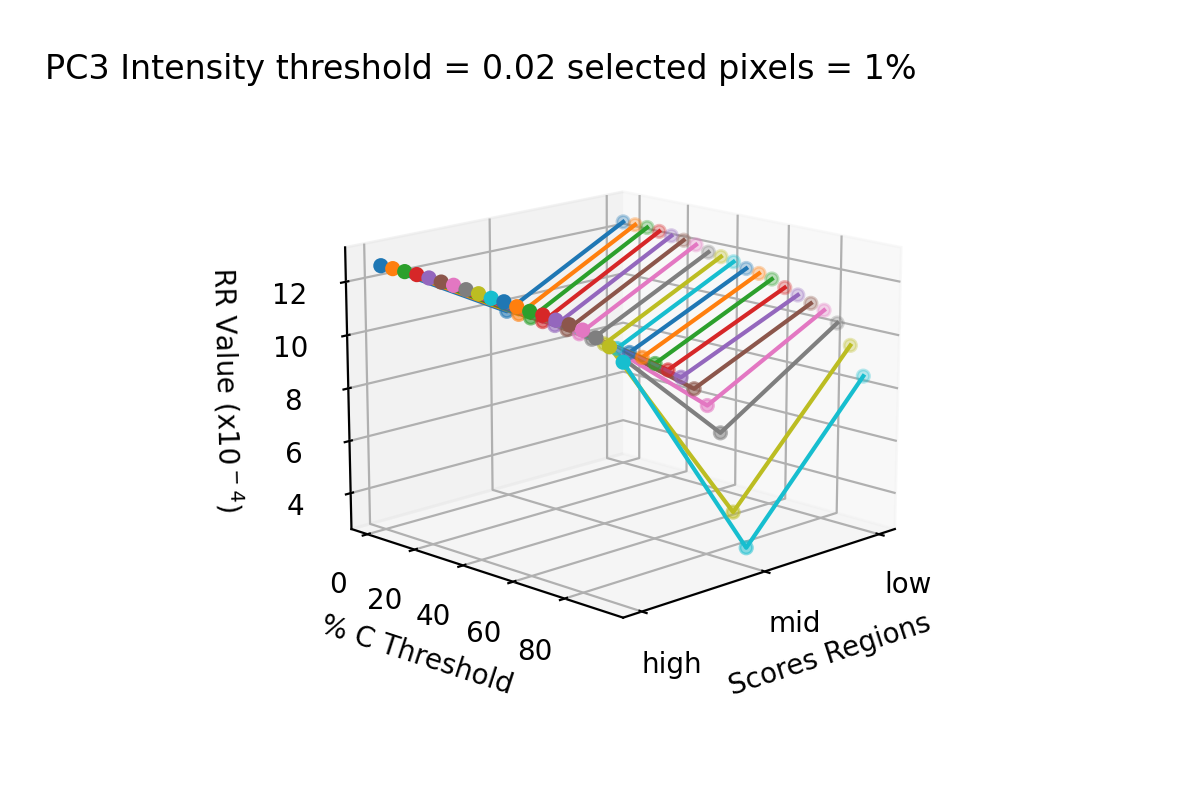 PC3 Intensity threshold = 0.02 selected pixels = 1%
RR Value (x10⁻⁴)
12
10
8
6
4
0
20
40
60
80
% C Threshold
high
mid
low
Scores Regions